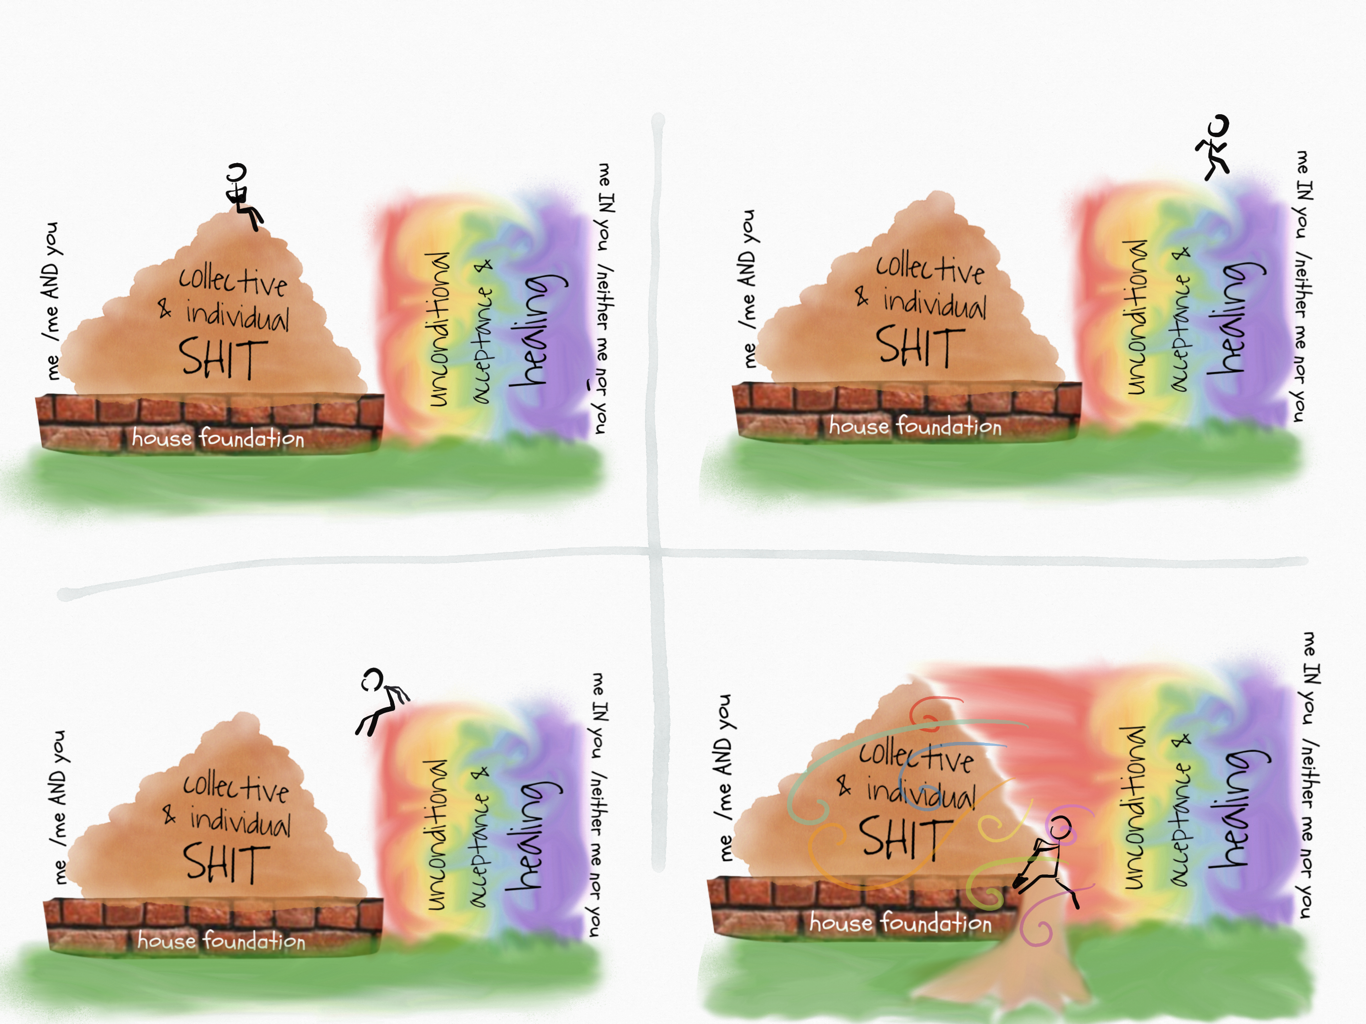 me /me AND you
collective
& individual
SHIT
house foundation
unconditional
acceptance &
healing
me IN you /neither me nor you
me /me AND you
collective
& individual
SHIT
house foundation
unconditional
acceptance &
healing
me IN you /neither me nor you
me /me AND you
collective
& individual
SHIT
house foundation
unconditional
acceptance &
healing
me IN you /neither me nor you
me /me AND you
collective
& individual
SHIT
house foundation
unconditional
acceptance &
healing
me IN you /neither me nor you